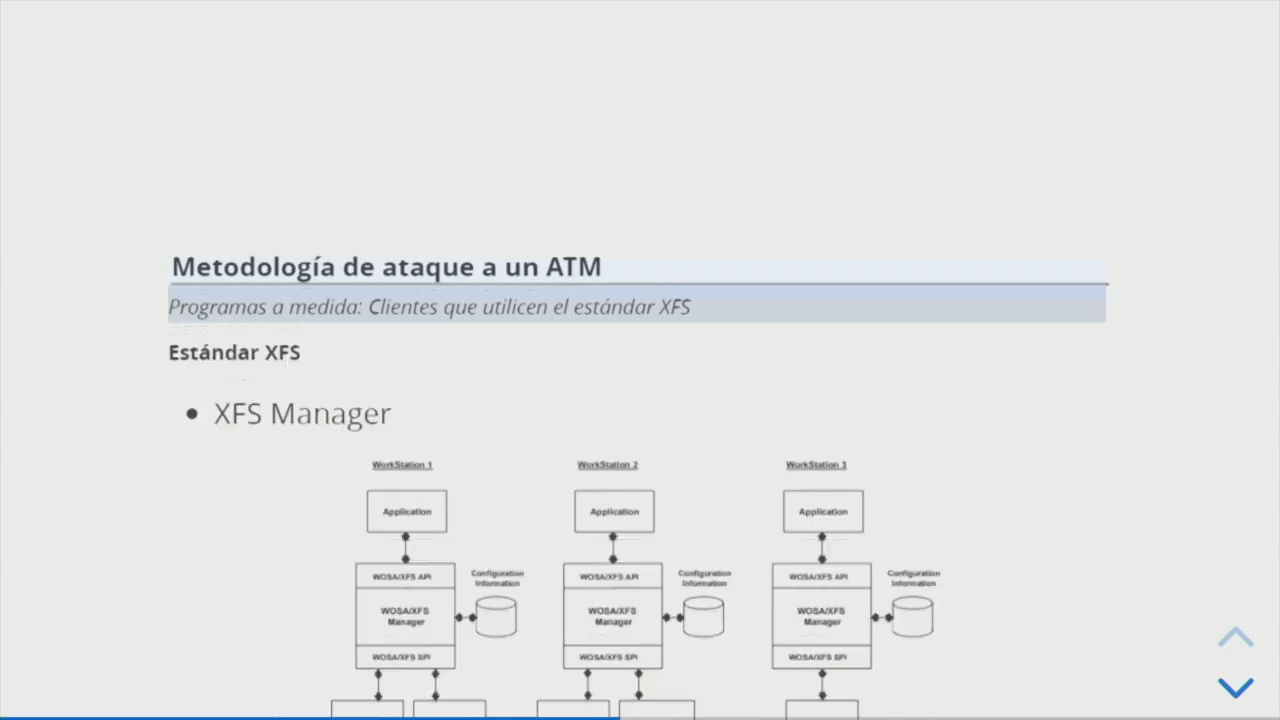 Metodología de ataque a un ATM
Programas a medida: Clientes que utilicen el estándar XFS
Estándar XFS
• XFS Manager
WorkStation 1 WorkStation 2 WorkStation 3
Application Application Application
WOSA/XFS API Configuration Information WOSA/XFS API Configuration Information WOSA/XFS API Configuration Information
WOSA/XFS Manager WOSA/XFS Manager WOSA/XFS Manager
WOSA/XFS SPI WOSA/XFS SPI WOSA/XFS SPI